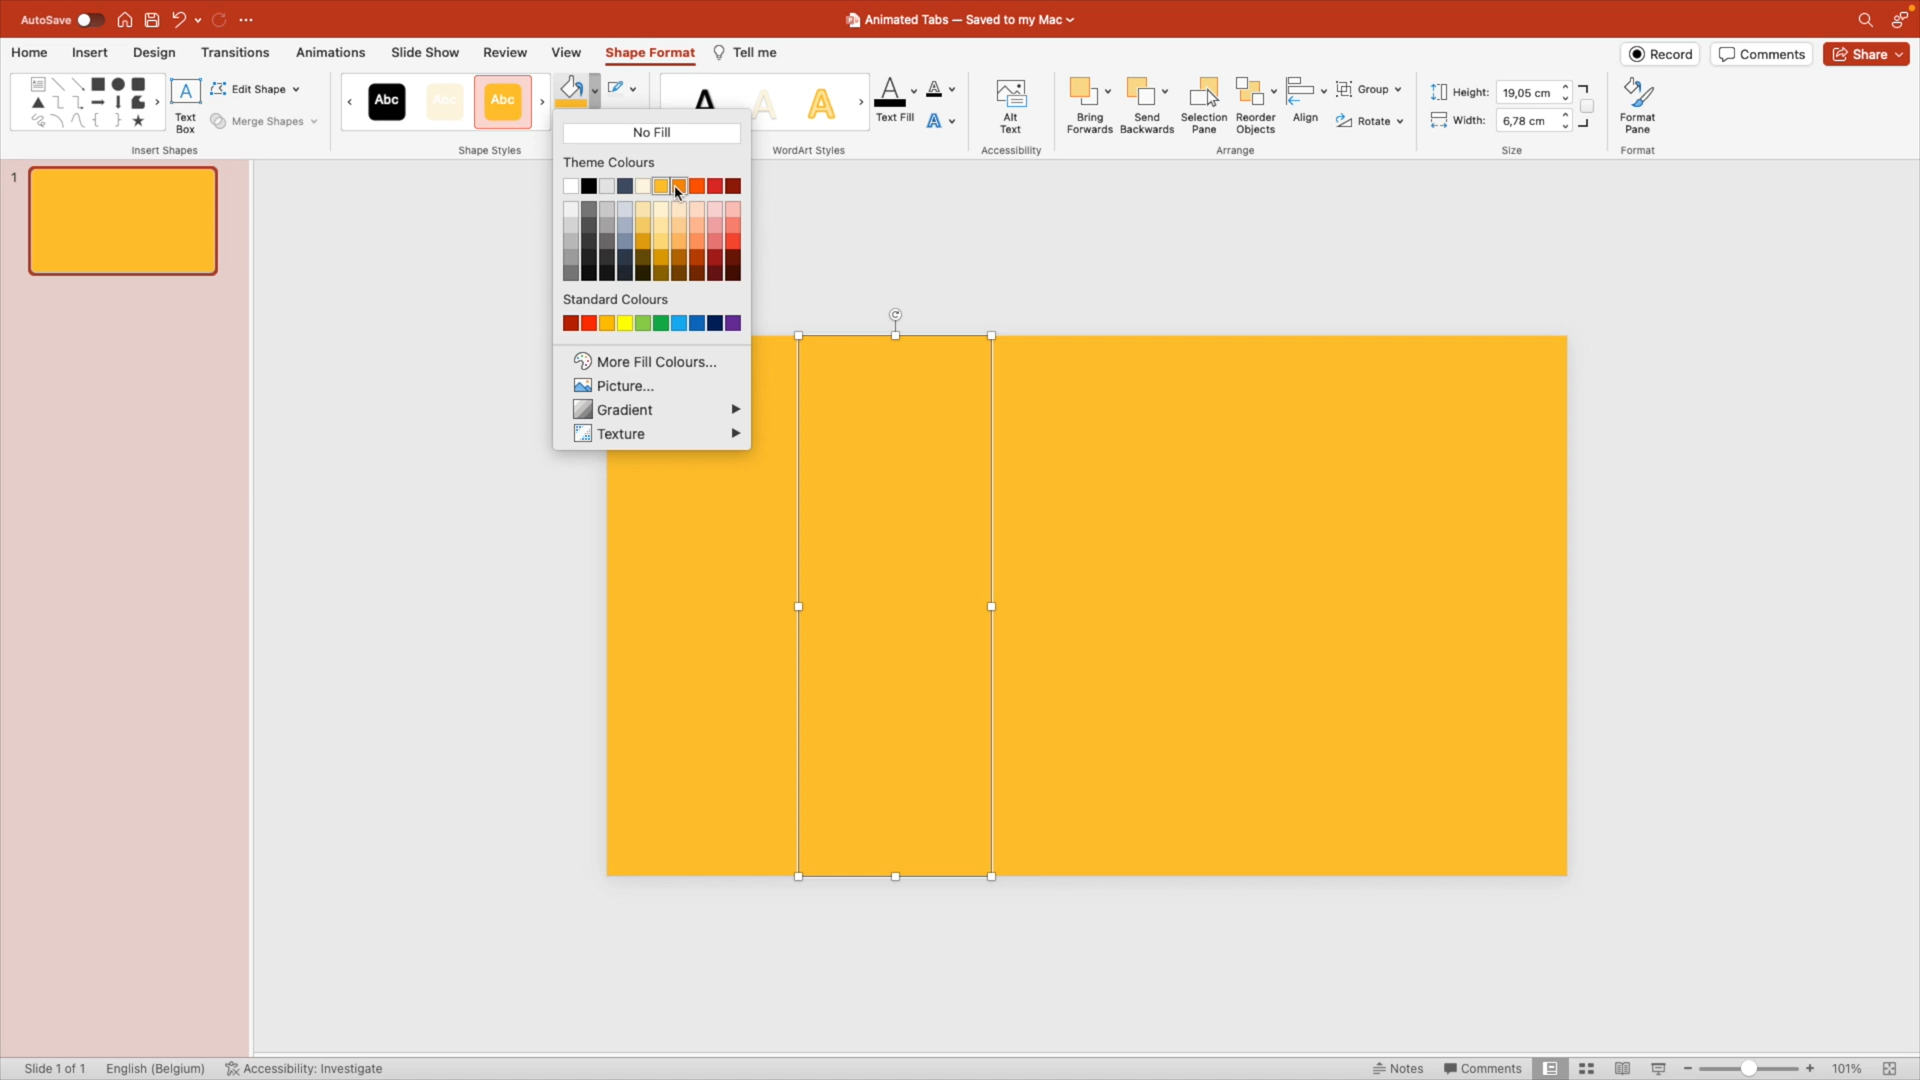 AutoSave
Animated Tabs — Saved to my Mac
Home Insert Design Transitions Animations Slide Show Review View Shape Format Tell me
Record Comments Share
Text Box
Edit Shape
Merge Shapes
Insert Shapes
Abc Abc Abc
Shape Styles
A A A
WordArt Styles
Text Fill
Alt Text
Accessibility
Bring Forwards
Send Backwards
Selection Pane
Reorder Objects
Align
Group
Rotate
Arrange
Height: 19,05 cm
Width: 6,78 cm
Size
Format Pane
Format
1
No Fill
Theme Colours
Standard Colours
More Fill Colours...
Picture...
Gradient
Texture
Slide 1 of 1 English (Belgium) Accessibility: Investigate
Notes Comments 101%